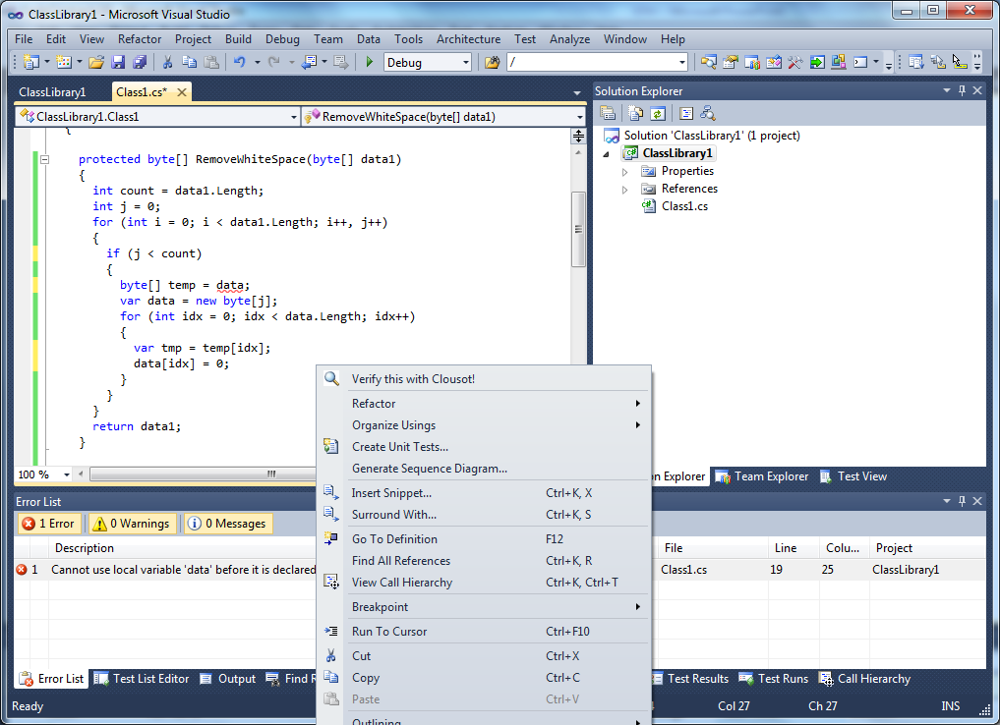 ClassLibrary1 - Microsoft Visual Studio
File Edit View Refactor Project Build Debug Team Data Tools Architecture Test Analyze Window Help
Debug /
ClassLibrary1 Class1.cs*
ClassLibrary1.Class1 RemoveWhiteSpace(byte[] data1)
{
protected byte[] RemoveWhiteSpace(byte[] data1)
{
int count = data1.Length;
int j = 0;
for (int i = 0; i < data1.Length; i++, j++)
{
if (j < count)
{
byte[] temp = data;
var data = new byte[j];
for (int idx = 0; idx < data.Length; idx++)
{
var tmp = temp[idx];
data[idx] = 0;
}
}
}
return data1;
}
100 %
Solution Explorer
Solution 'ClassLibrary1' (1 project)
ClassLibrary1
Properties
References
Class1.cs
Explorer Team Explorer Test View
Verify this with Clousot!
Refactor
Organize Usings
Create Unit Tests...
Generate Sequence Diagram...
Insert Snippet... Ctrl+K, X
Surround With... Ctrl+K, S
Go To Definition F12
Find All References Ctrl+K, R
View Call Hierarchy Ctrl+K, Ctrl+T
Breakpoint
Run To Cursor Ctrl+F10
Cut Ctrl+X
Copy Ctrl+C
Paste Ctrl+V
Outlining
Error List
1 Error 0 Warnings 0 Messages
Description File Line Colu... Project
1 Cannot use local variable 'data' before it is declared Class1.cs 19 25 ClassLibrary1
Error List Test List Editor Output Find Test Results Test Runs Call Hierarchy
Ready Col 27 Ch 27 INS